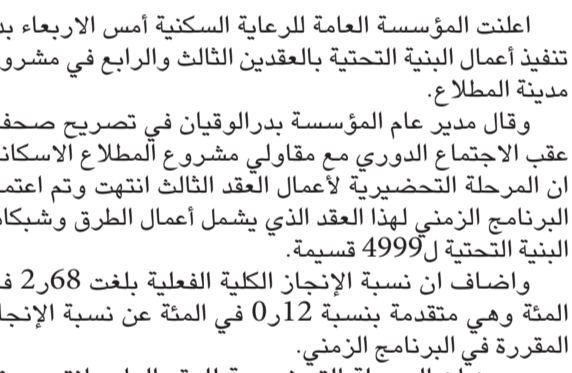 اعلنت المؤسسة العامة للرعاية السكنية أمس الاربعاء
تنفيذ أعمال البنية التحتية بالعقدين الثالث والرابع في مشرو
مدينة المطلاع.
وقال مدير عام المؤسسة بدر الوقيان في تصريح صحف
عقب الاجتماع الدوري مع مقاولي مشروع المطلاع الاسكان
ان المرحلة التحضيرية لأعمال العقد الثالث انتهت وتم اعتم
البرنامج الزمني لهذا العقد الذي يشمل أعمال الطرق وشبكا
البنية التحتية ل4999 قسيمة.
واضاف ان نسبة الإنجاز الكلية الفعلية بلغت 68ر2 ف
المئة وهي متقدمة بنسبة 12ر0 في المئة عن نسبة الإنجا
المقررة في البرنامج الزمني.